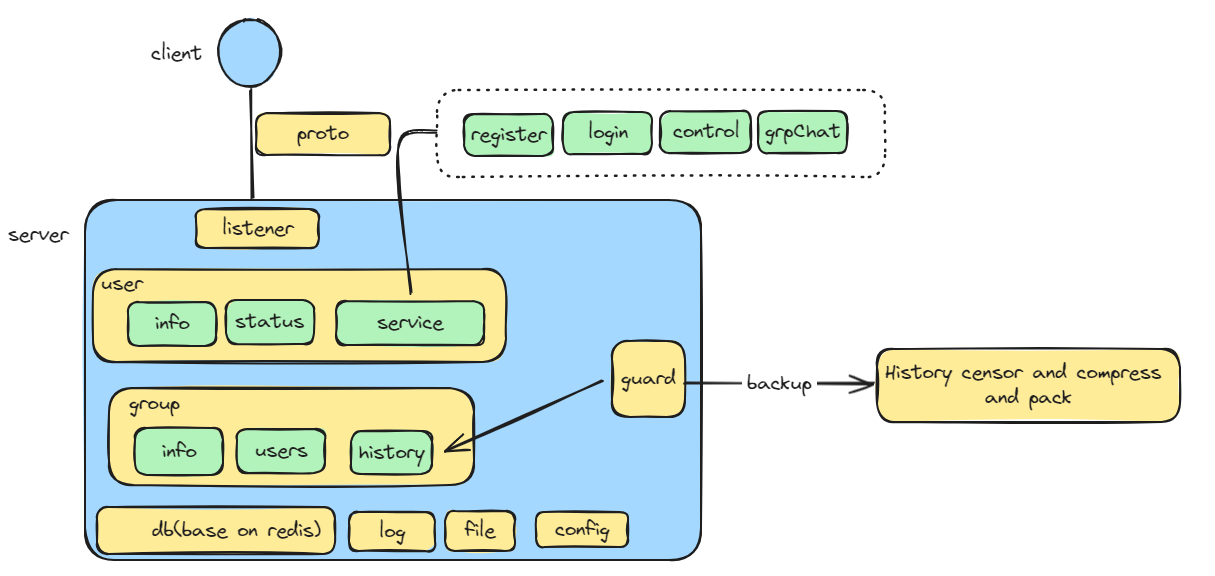 client
proto
register
login
control
grpChat
server
listener
user
info
status
service
guard
backup
History censor and compress
and pack
group
info
users
history
db(base on redis)
log
file
config